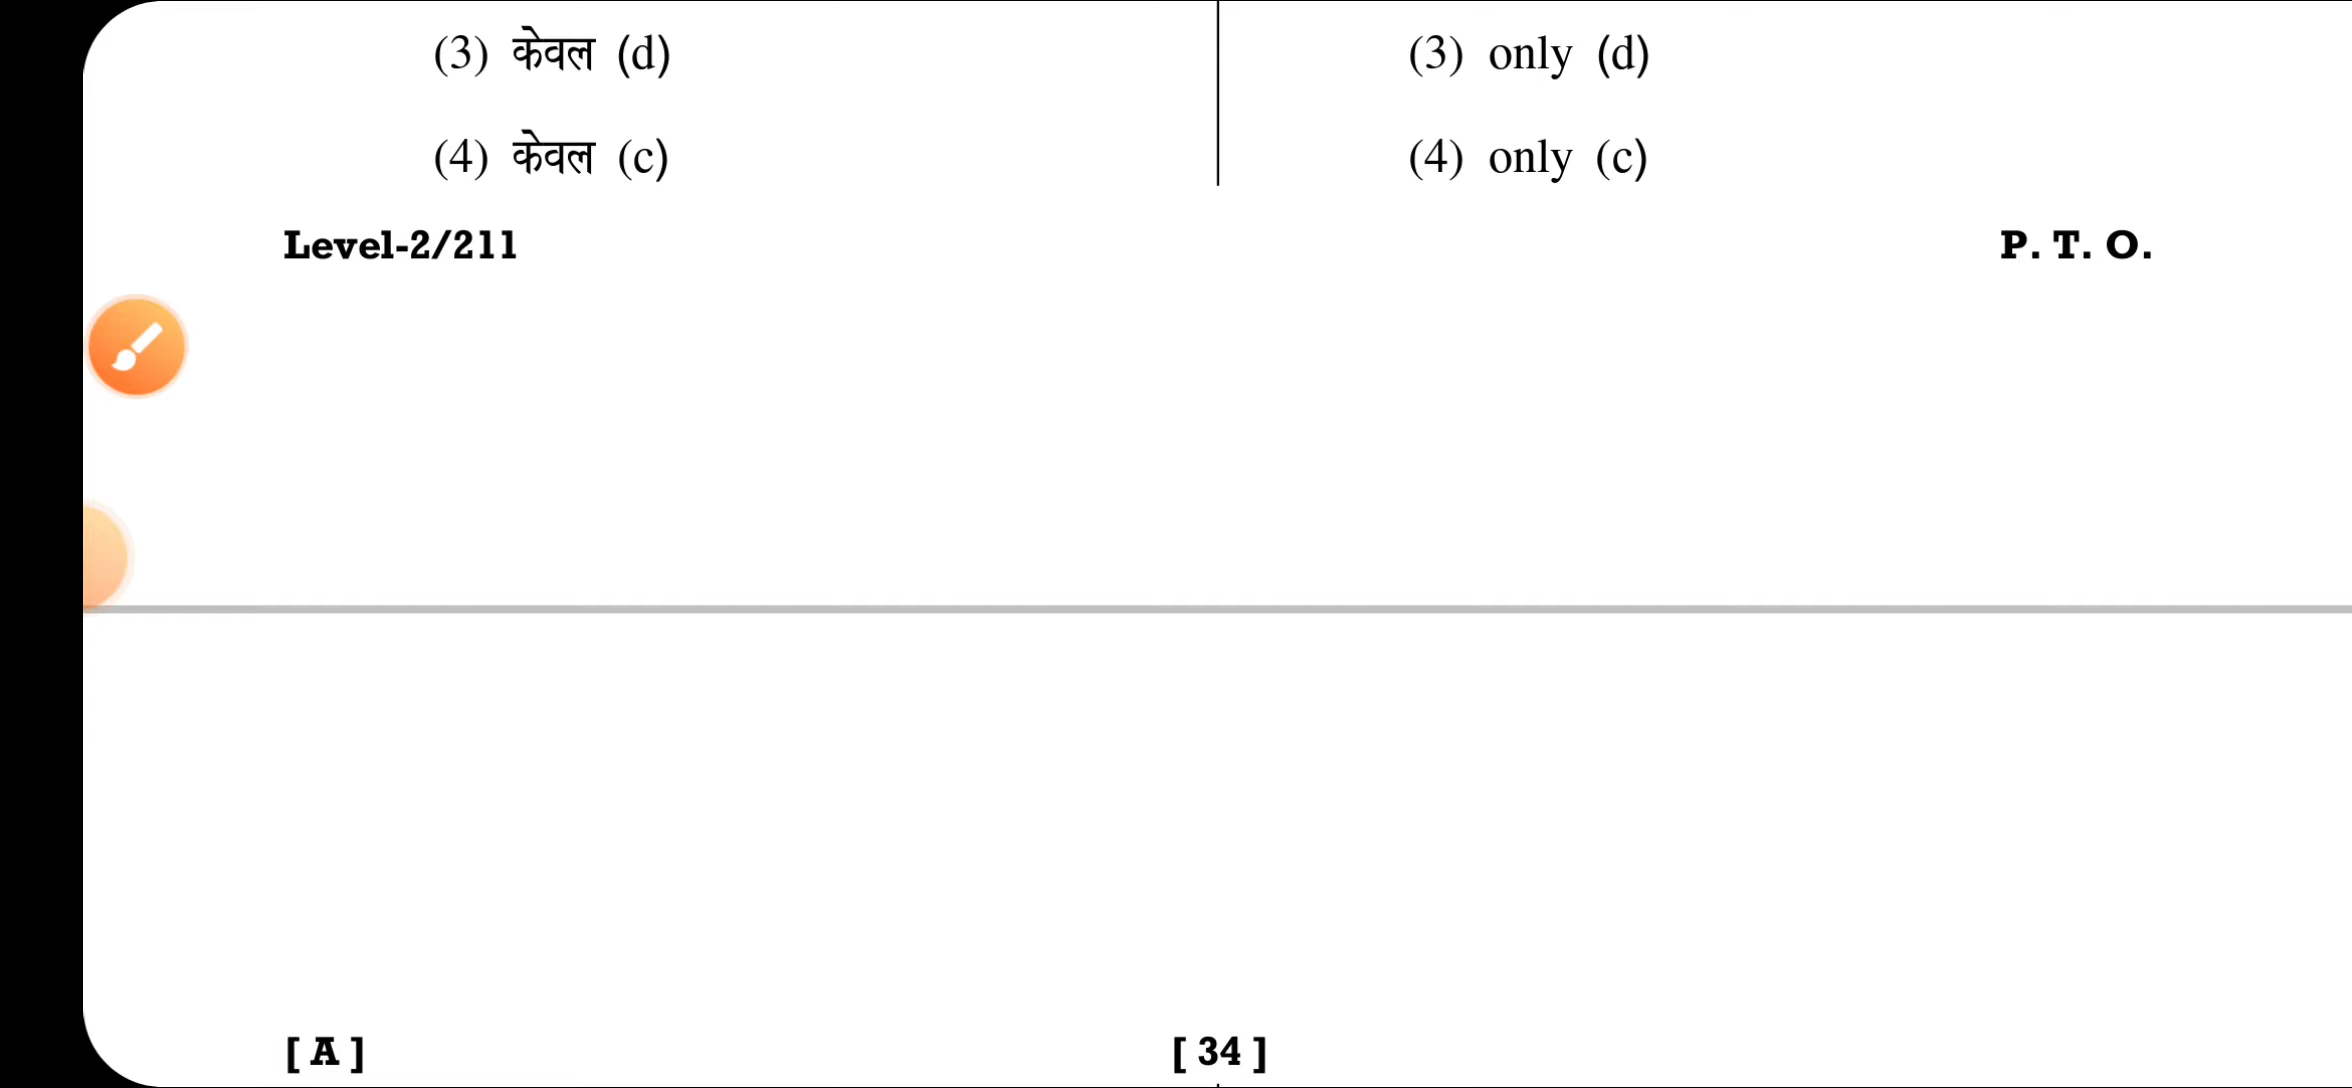 (3) केवल (d)
(4) केवल (c)
(3) only (d)
(4) only (c)
Level-2/211
P. T. O.
[ A ]
[ 34 ]